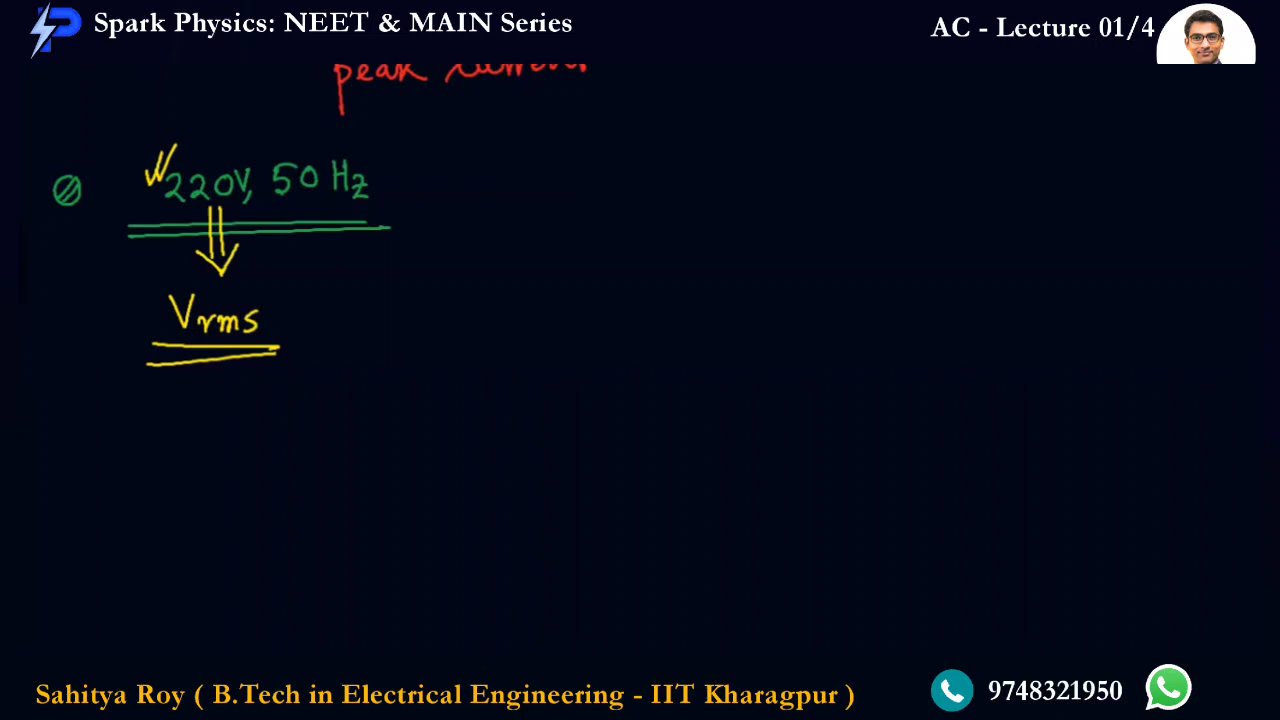 Spark Physics: NEET & MAIN Series
AC - Lecture 01/4
peak
220V, 50 Hz
Vrms
Sahitya Roy ( B.Tech in Electrical Engineering - IIT Kharagpur )
9748321950